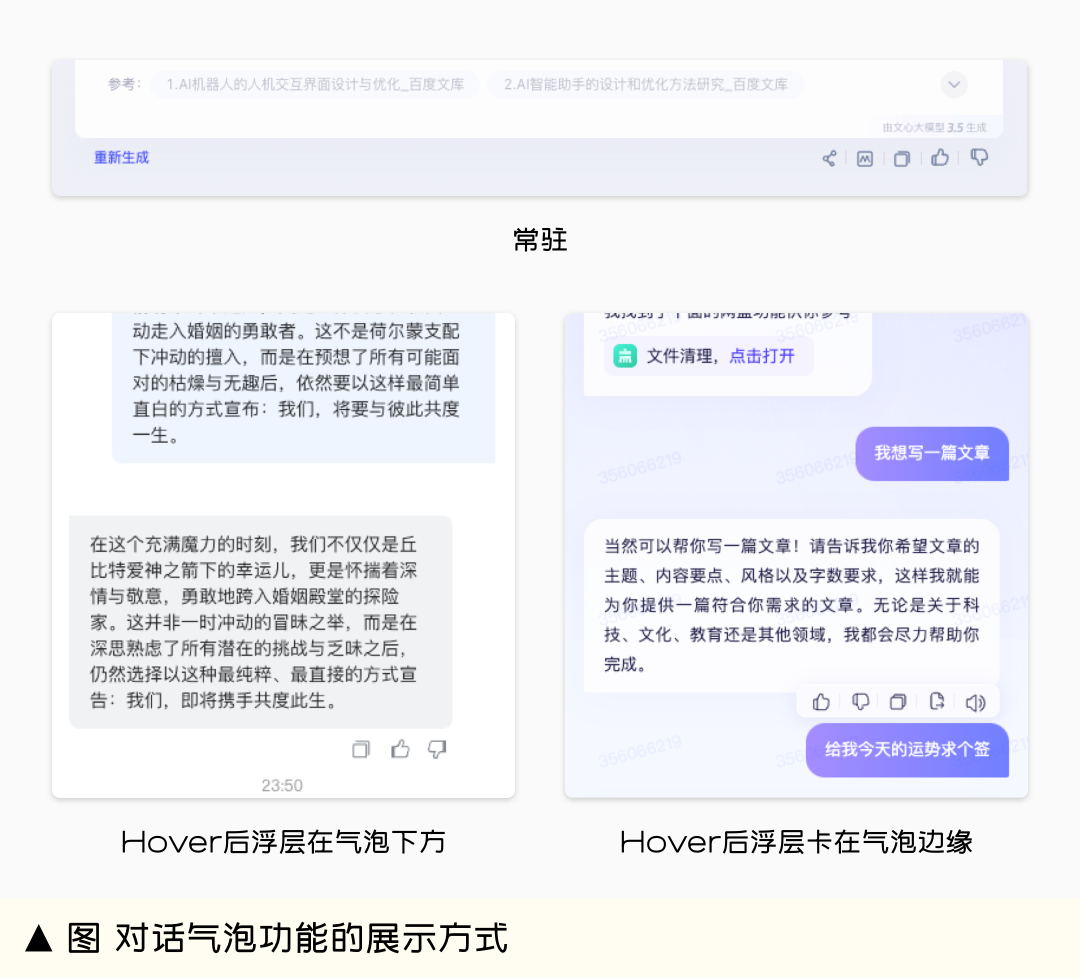 参考：
1.AI机器人的人机交互界面设计与优化_百度文库
2.AI智能助手的设计和优化方法研究_百度文库
由文心大模型 3.5 生成
重新生成
常驻
动走入婚姻的勇敢者。这不是荷尔蒙支配
下冲动的擅入，而是在预想了所有可能面
对的枯燥与无趣后，依然要以这样最简单
直白的方式宣布：我们，将要与彼此共度
一生。
在这个充满魔力的时刻，我们不仅仅是丘
比特爱神之箭下的幸运儿，更是怀揣着深
情与敬意，勇敢地跨入婚姻殿堂的探险
家。这并非一时冲动的冒昧之举，而是在
深思熟虑了所有潜在的挑战与乏味之后，
仍然选择以这种最纯粹、最直接的方式宣
告：我们，即将携手共度此生。
23:50
Hover后浮层在气泡下方
我找到了下面的网盘功能供你参考
文件清理，点击打开
我想写一篇文章
当然可以帮你写一篇文章！请告诉我你希望文章的
主题、内容要点、风格以及字数要求，这样我就能
为你提供一篇符合你需求的文章。无论是关于科
技、文化、教育还是其他领域，我都会尽力帮助你
完成。
给我今天的运势求个签
356066219
356066219
356066219
Hover后浮层卡在气泡边缘
▲ 图 对话气泡功能的展示方式